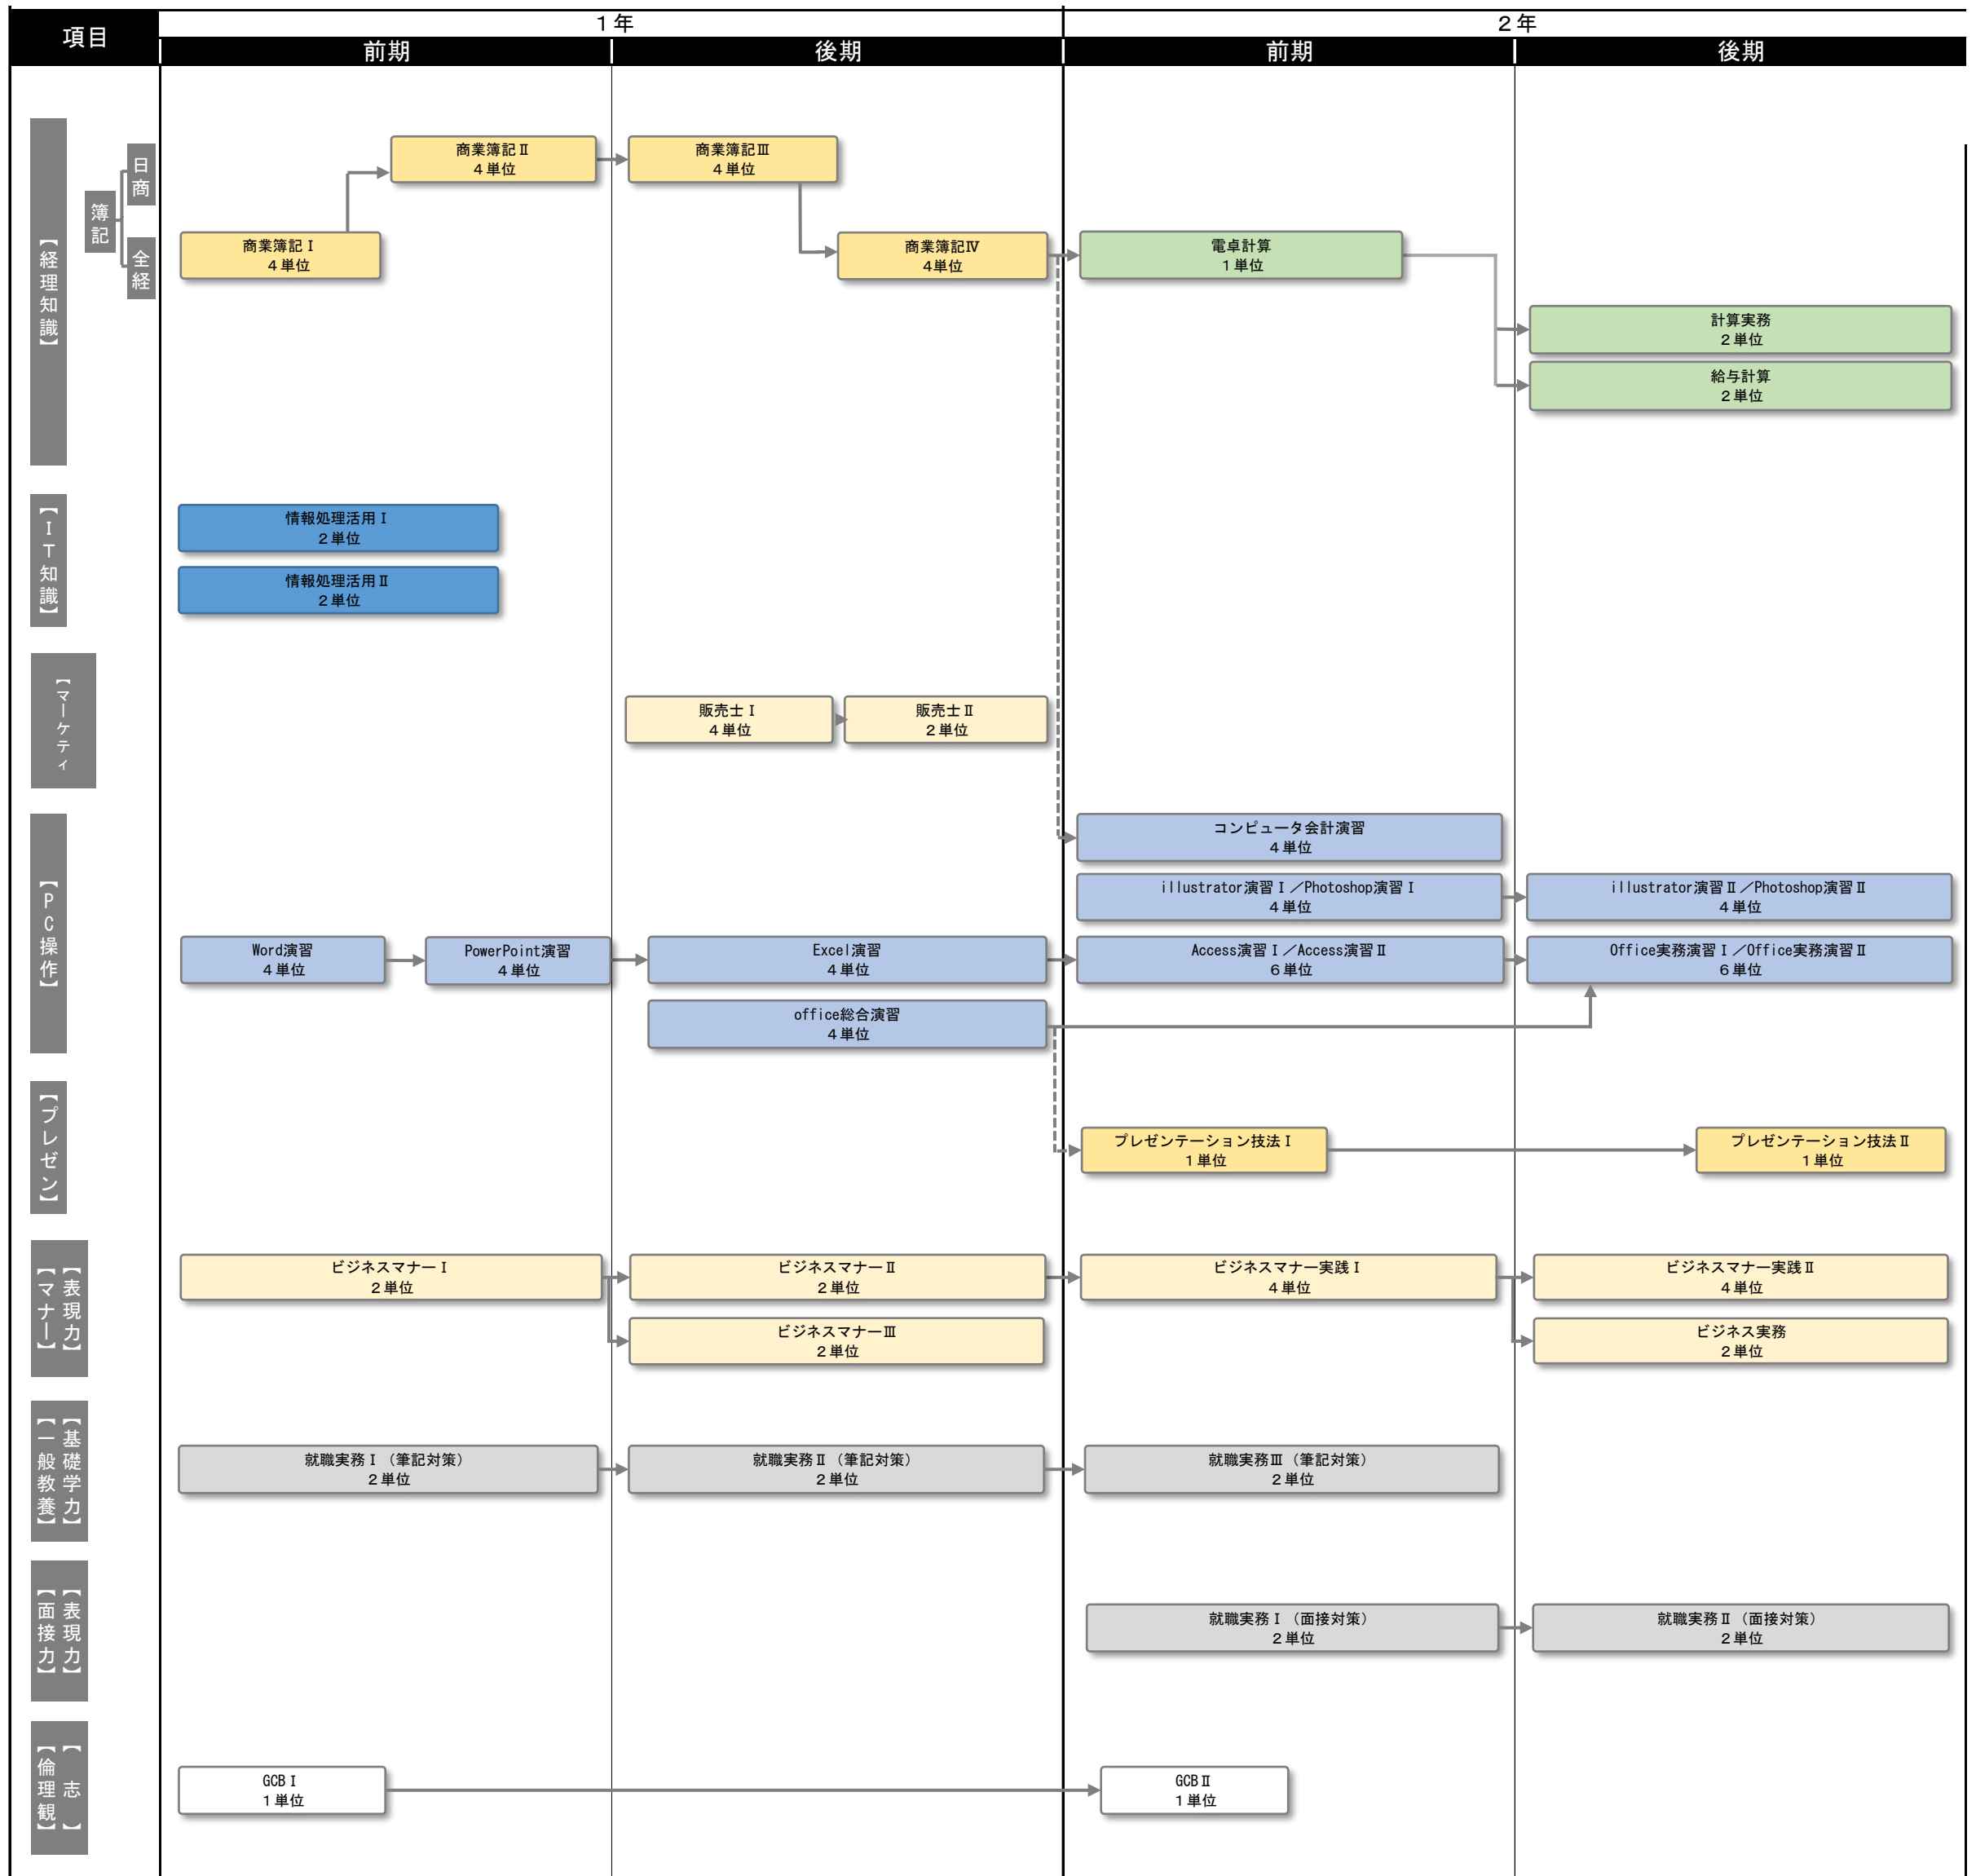 項目
１年
２年
前期
後期
前期
後期
【経理知識】
簿記
日商
全経
商業簿記Ⅱ
４単位
商業簿記Ⅲ
４単位
商業簿記Ⅰ
４単位
商業簿記Ⅳ
4単位
電卓計算
１単位
計算実務
２単位
給与計算
２単位
【ＩＴ知識】
情報処理活用Ⅰ
２単位
情報処理活用Ⅱ
２単位
【マーケティ
販売士Ⅰ
４単位
販売士Ⅱ
２単位
【ＰＣ操作】
コンピュータ会計演習
４単位
illustrator演習Ⅰ／Photoshop演習Ⅰ
４単位
illustrator演習Ⅱ／Photoshop演習Ⅱ
４単位
Word演習
４単位
PowerPoint演習
４単位
Excel演習
４単位
Access演習Ⅰ／Access演習Ⅱ
６単位
Office実務演習Ⅰ／Office実務演習Ⅱ
６単位
office総合演習
４単位
【プレゼン】
プレゼンテーション技法Ⅰ
１単位
プレゼンテーション技法Ⅱ
１単位
【表現力】
【マナー】
ビジネスマナーⅠ
２単位
ビジネスマナーⅡ
２単位
ビジネスマナー実践Ⅰ
４単位
ビジネスマナー実践Ⅱ
４単位
ビジネスマナーⅢ
２単位
ビジネス実務
２単位
【基礎学力】
【一般教養】
就職実務Ⅰ（筆記対策）
２単位
就職実務Ⅱ（筆記対策）
２単位
就職実務Ⅲ（筆記対策）
２単位
【表現力】
【面接力】
就職実務Ⅰ（面接対策）
２単位
就職実務Ⅱ（面接対策）
２単位
【　志　】
【倫理観】
GCBⅠ
１単位
GCBⅡ
１単位